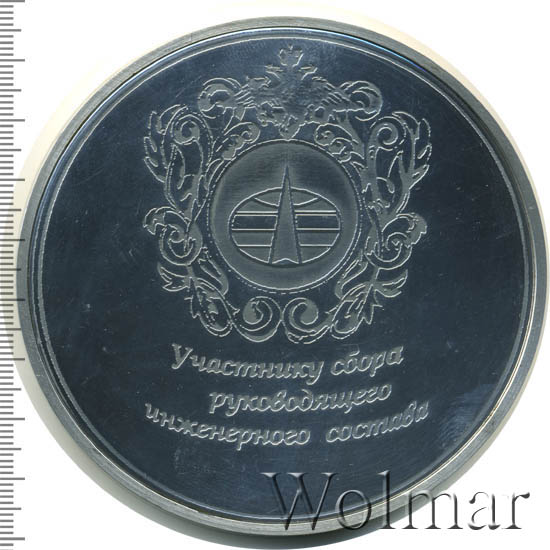 Участнику сбора
руководящего
инженерного состава
Wolmar